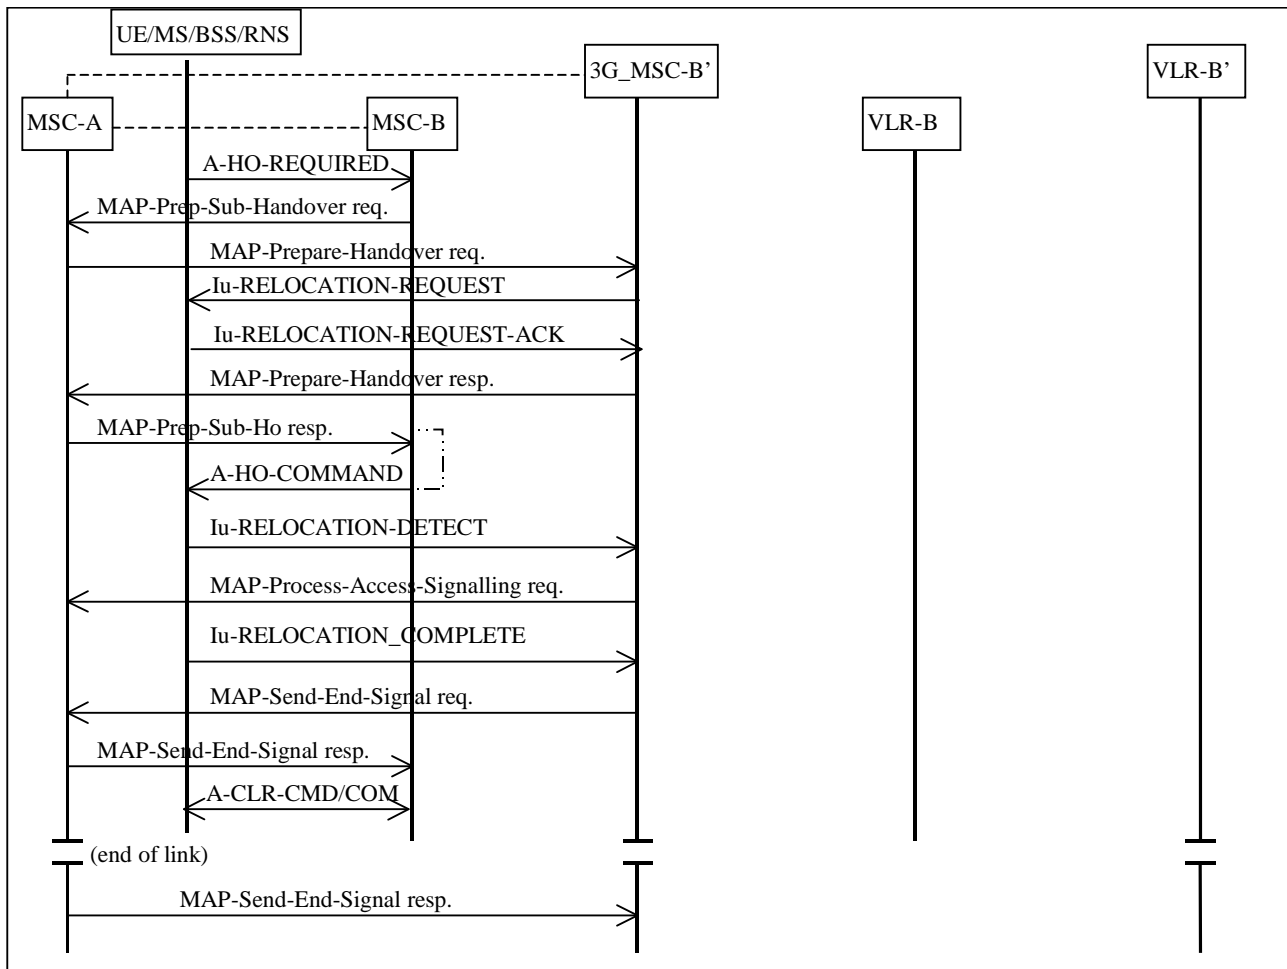 UE/MS/BSS/RNS
3G_MSC-B’
VLR-B’
MSC-A
MSC-B
VLR-B
A-HO-REQUIRED
MAP-Prep-Sub-Handover req.
MAP-Prepare-Handover req.
Iu-RELOCATION-REQUEST
Iu-RELOCATION-REQUEST-ACK
MAP-Prepare-Handover resp.
MAP-Prep-Sub-Ho resp.
A-HO-COMMAND
Iu-RELOCATION-DETECT
MAP-Process-Access-Signalling req.
Iu-RELOCATION_COMPLETE
MAP-Send-End-Signal req.
MAP-Send-End-Signal resp.
A-CLR-CMD/COM
(end of link)
MAP-Send-End-Signal resp.